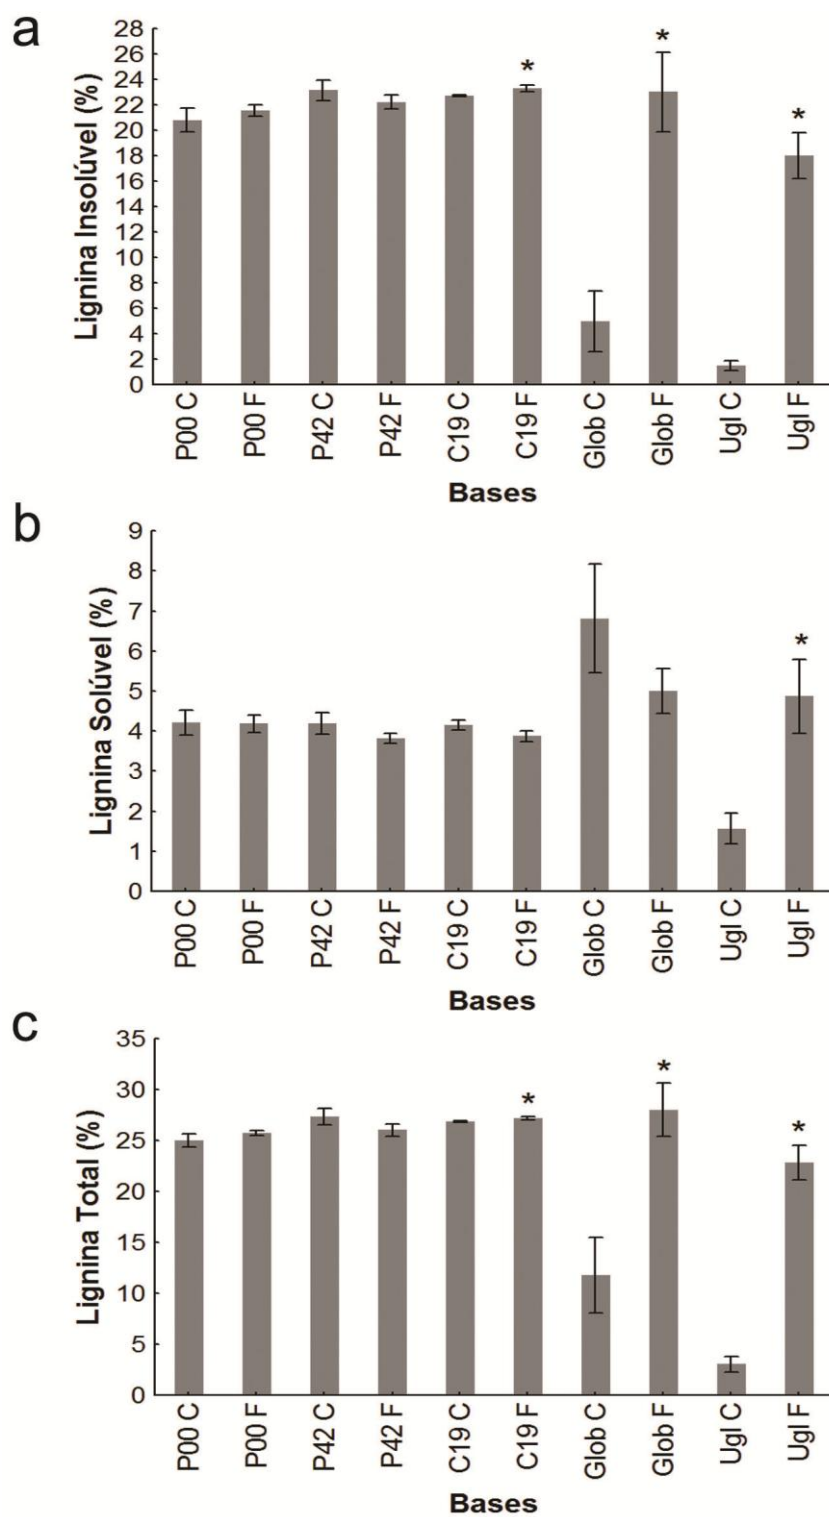 a
Lignina Insolúvel (%)
28
26
24
22
20
18
16
14
12
10
8
6
4
2
0
*
*
*
P00 C
P00 F
P42 C
P42 F
C19 C
C19 F
Glob C
Glob F
Ugl C
Ugl F
Bases
b
Lignina Solúvel (%)
9
8
7
6
5
4
3
2
1
0
*
P00 C
P00 F
P42 C
P42 F
C19 C
C19 F
Glob C
Glob F
Ugl C
Ugl F
Bases
c
Lignina Total (%)
35
30
25
20
15
10
5
0
*
*
*
P00 C
P00 F
P42 C
P42 F
C19 C
C19 F
Glob C
Glob F
Ugl C
Ugl F
Bases